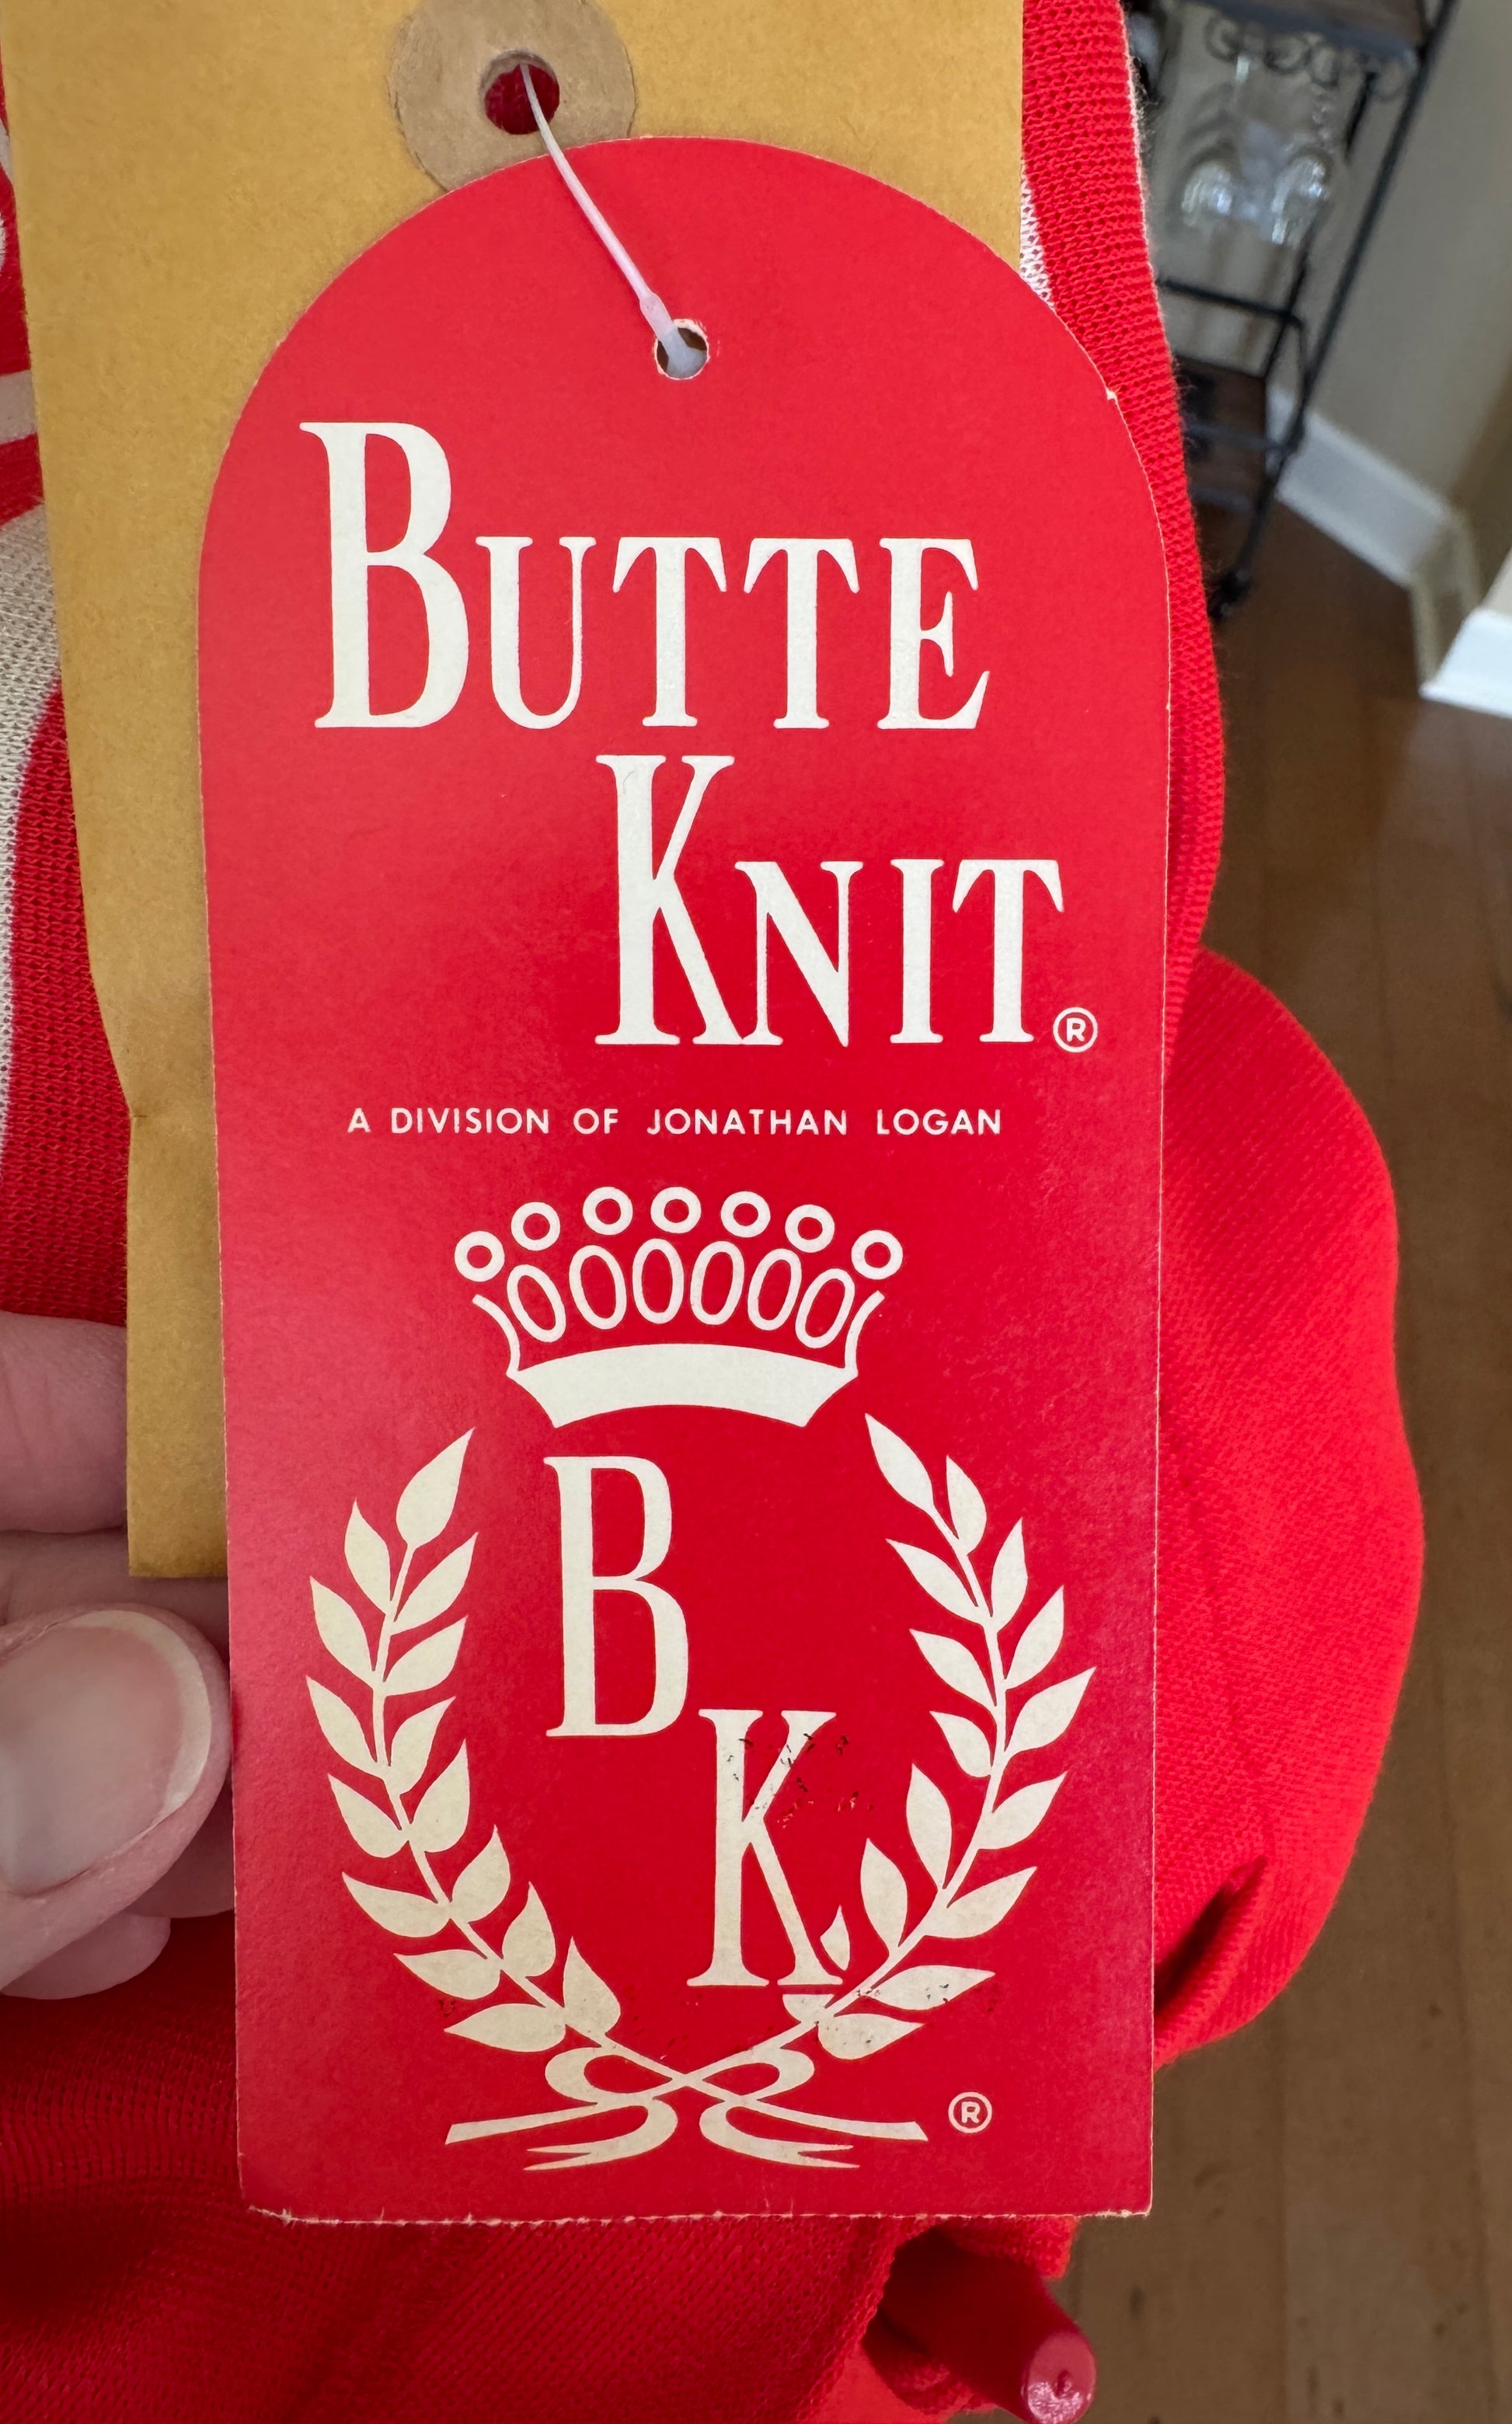 BUTTE
KNIT®
A DIVISION OF JONATHAN LOGAN
B
K
®